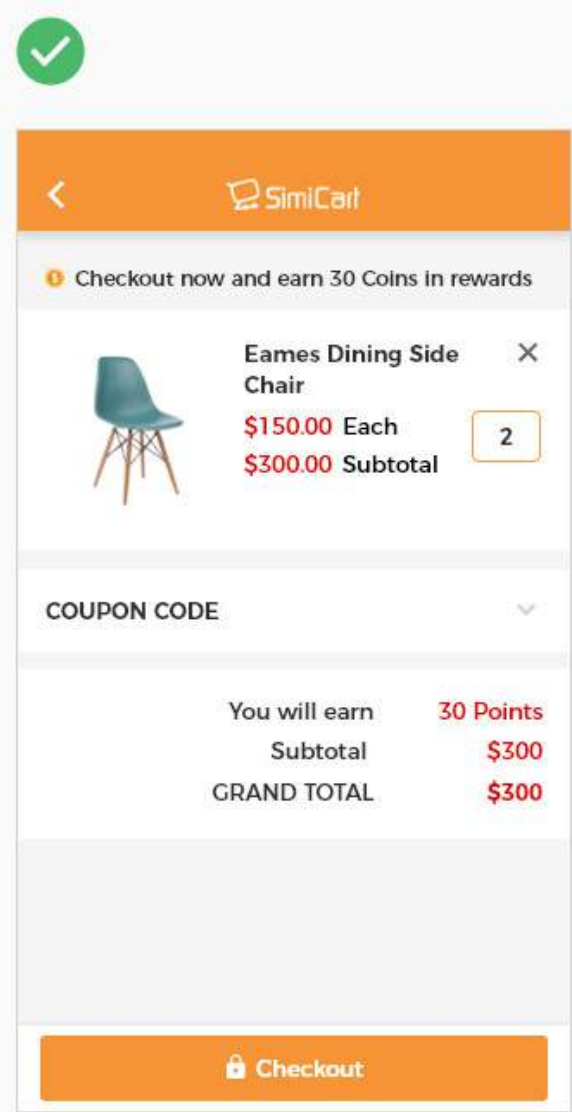 SimiCart
Checkout now and earn 30 Coins in rewards
Eames Dining Side
Chair
$150.00 Each
2
$300.00 Subtotal
COUPON CODE
You will earn 30 Points
Subtotal $300
GRAND TOTAL $300
Checkout